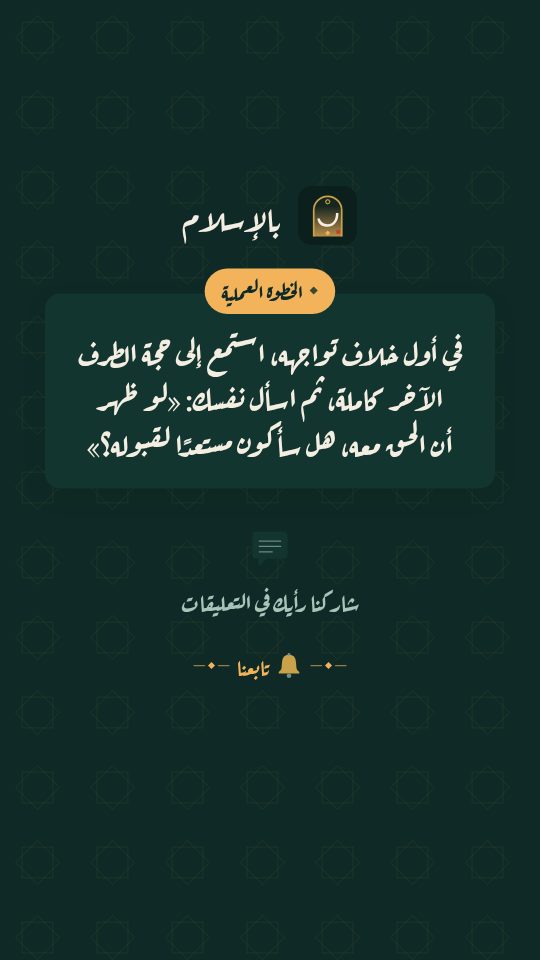 بالإسلام
الخطوة العملية
في أول خلاف تواجهه، استمع إلى حجة الطرف
الآخر كاملة، ثم اسأل نفسك: «لو ظهر
أن الحق معه، هل سأكون مستعدًا لقبوله؟»
شاركنا رأيك في التعليقات
تابعنا